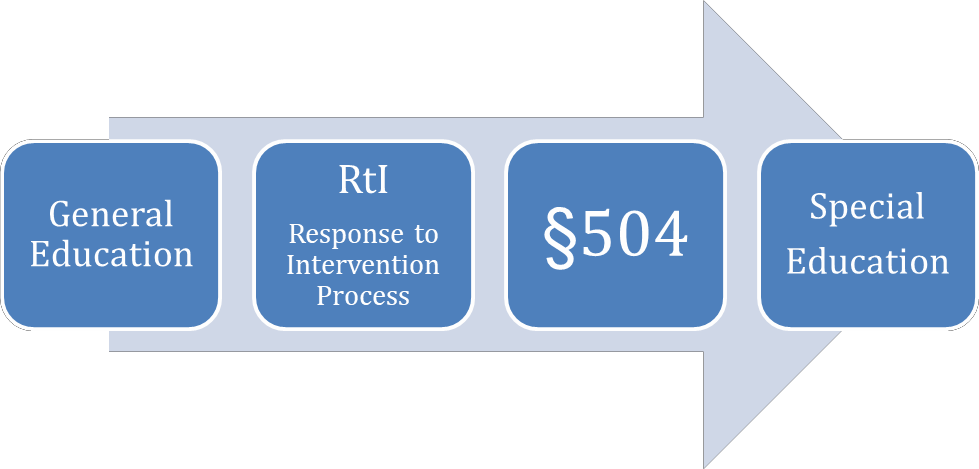 General
Education
RtI
Response to
Intervention
Process
§504
Special
Education